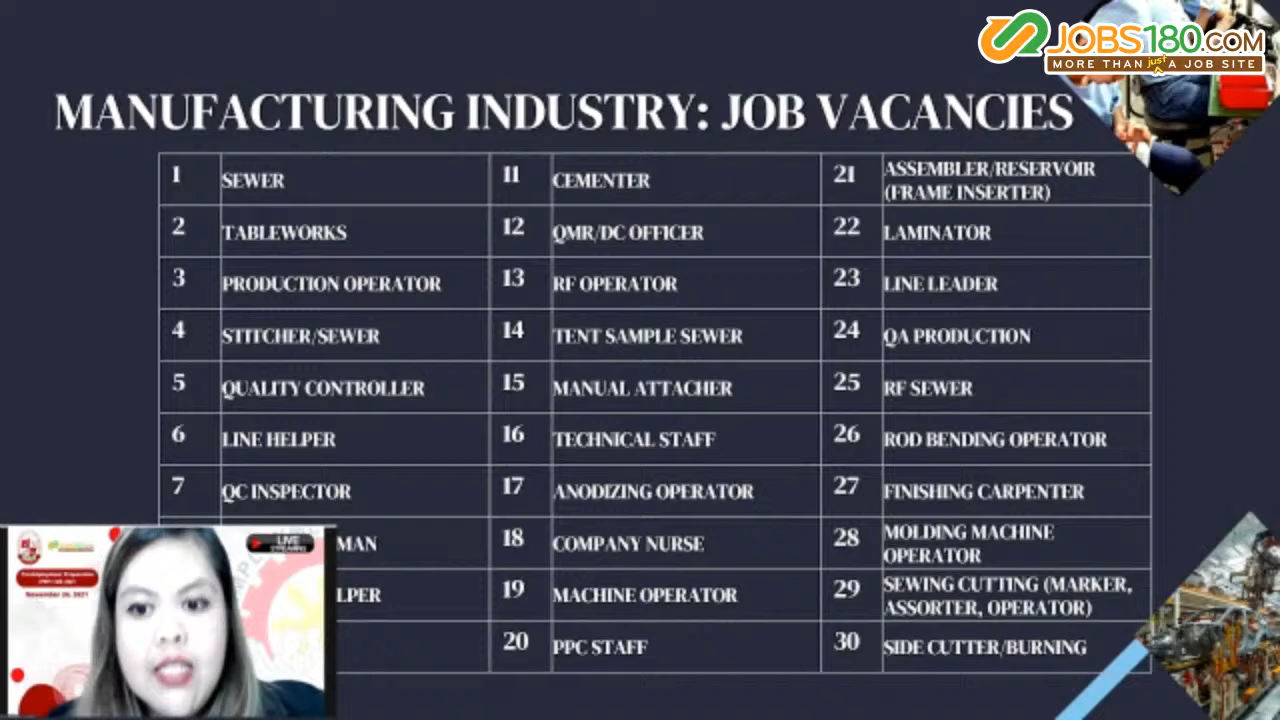 JOBS180.COM
MORE THAN just A JOB SITE
MANUFACTURING INDUSTRY: JOB VACANCIES
1 SEWER
2 TABLEWORKS
3 PRODUCTION OPERATOR
4 STITCHER/SEWER
5 QUALITY CONTROLLER
6 LINE HELPER
7 QC INSPECTOR
MAN
LPER
11 CEMENTER
12 QMR/DC OFFICER
13 RF OPERATOR
14 TENT SAMPLE SEWER
15 MANUAL ATTACHER
16 TECHNICAL STAFF
17 ANODIZING OPERATOR
18 COMPANY NURSE
19 MACHINE OPERATOR
20 PPC STAFF
21 ASSEMBLER/RESERVOIR
(FRAME INSERTER)
22 LAMINATOR
23 LINE LEADER
24 QA PRODUCTION
25 RF SEWER
26 ROD BENDING OPERATOR
27 FINISHING CARPENTER
28 MOLDING MACHINE
OPERATOR
29 SEWING CUTTING (MARKER,
ASSORTER, OPERATOR)
30 SIDE CUTTER/BURNING
LIVE
STREAMING
November 26, 2021